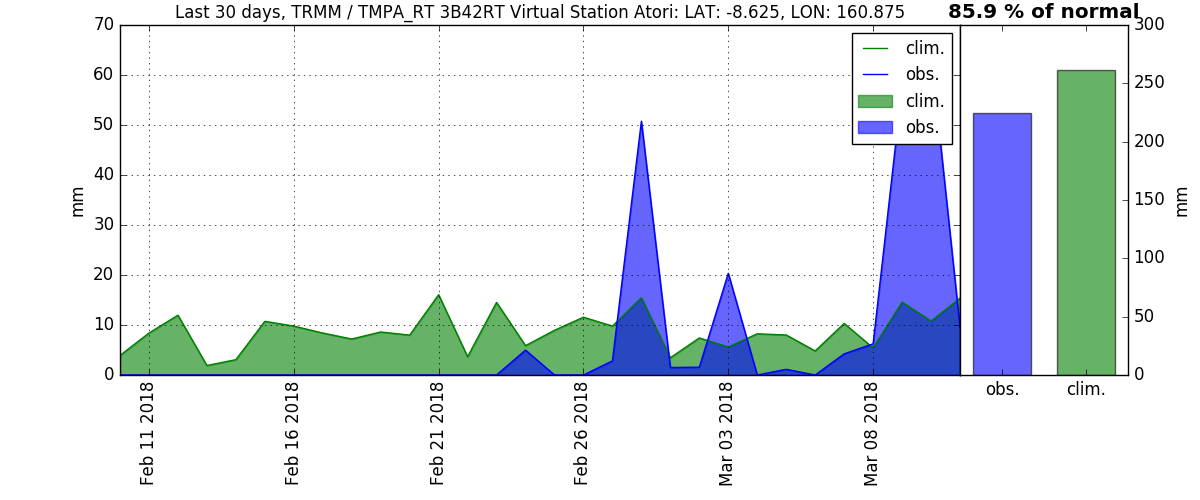 Last 30 days, TRMM / TMPA_RT 3B42RT Virtual Station Atori: LAT: -8.625, LON: 160.875
85.9 % of normal
70
60
50
40
30
20
10
0
mm
clim.
obs.
clim.
obs.
300
250
200
150
100
50
0
mm
Feb 11 2018
Feb 16 2018
Feb 21 2018
Feb 26 2018
Mar 03 2018
Mar 08 2018
obs.
clim.